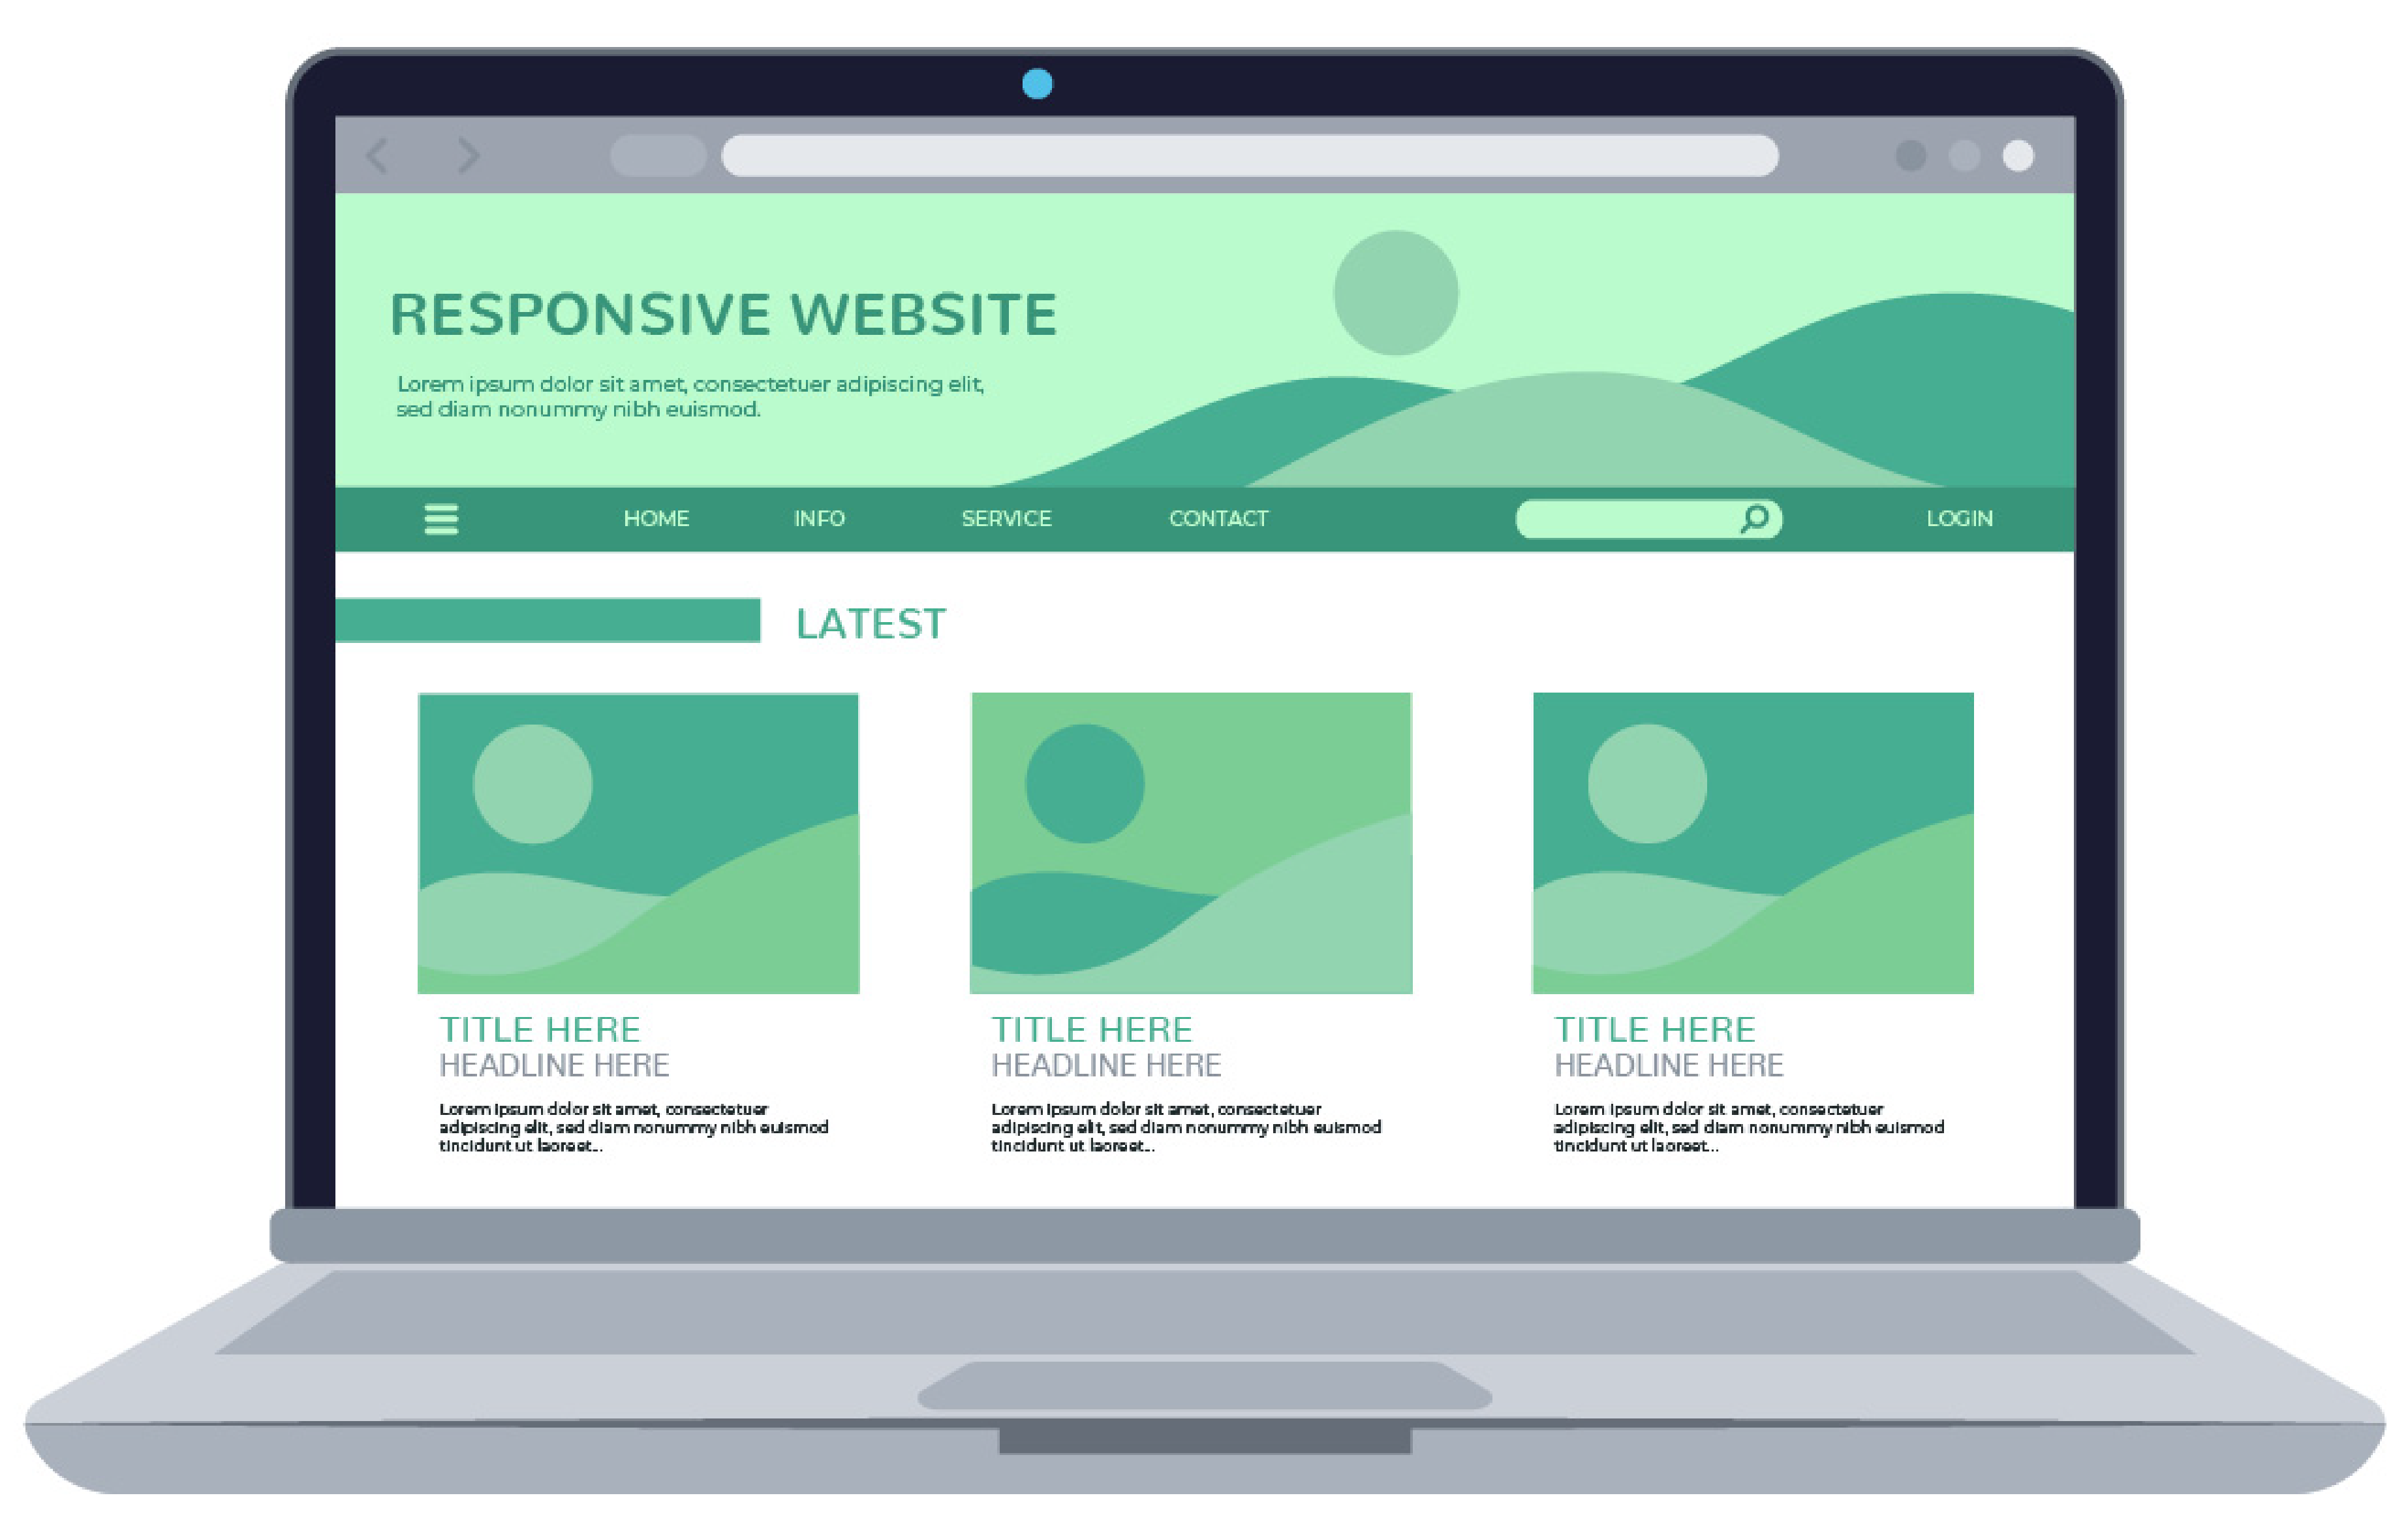 RESPONSIVE WEBSITE
Lorem ipsum dolor sit amet, consectetuer adipiscing elit,
sed diam nonummy nibh euismod.
HOME INFO SERVICE CONTACT LOGIN
LATEST
TITLE HERE
HEADLINE HERE
Lorem ipsum dolor sit amet, consectetuer
adipiscing elit, sed diam nonummy nibh euismod
tincidunt ut laoreet...
TITLE HERE
HEADLINE HERE
Lorem ipsum dolor sit amet, consectetuer
adipiscing elit, sed diam nonummy nibh euismod
tincidunt ut laoreet...
TITLE HERE
HEADLINE HERE
Lorem ipsum dolor sit amet, consectetuer
adipiscing elit, sed diam nonummy nibh euismod
tincidunt ut laoreet...